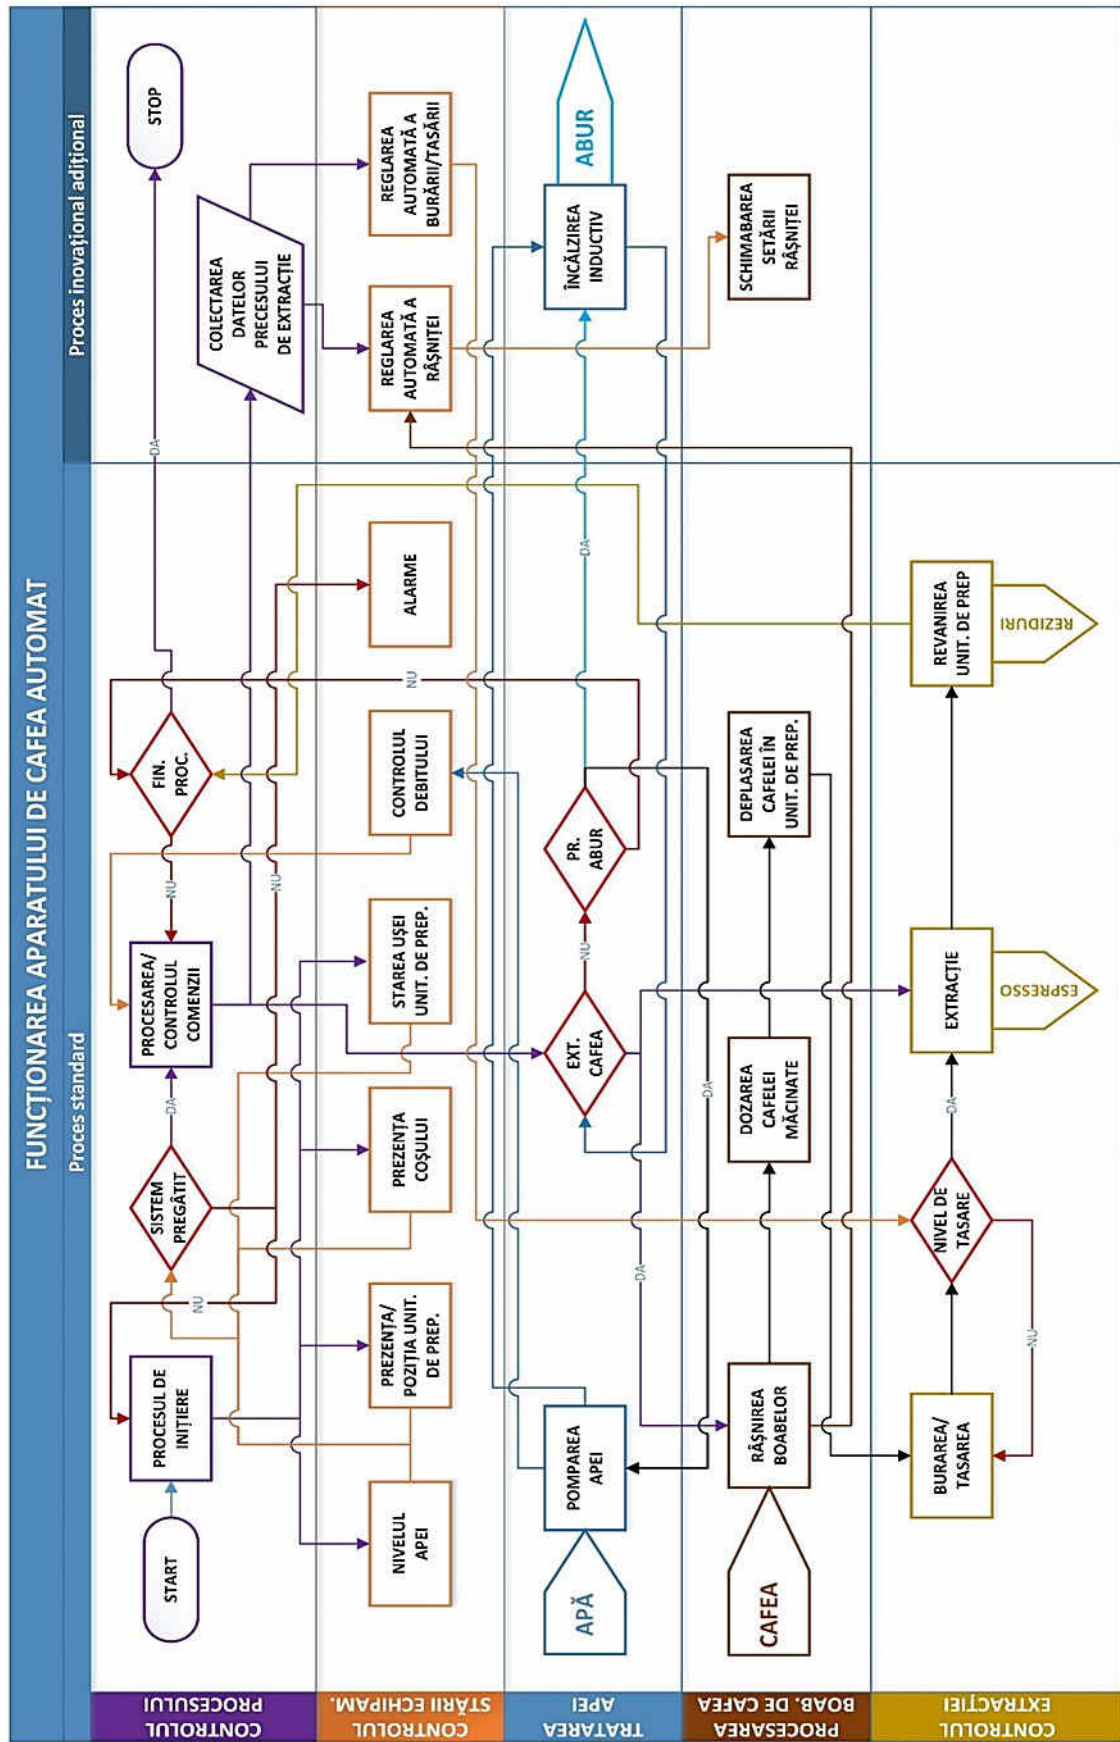 FUNCȚIONAREA APARATULUI DE CAFEA AUTOMAT
Proces standard
Proces inovațional adițional
CONTROLUL
PROCESULUI
START
PROCESUL DE
INIȚIERE
NU
SISTEM
PREGĂTIT
DA
PROCESAREA/
CONTROLUL
COMENZII
NU
FIN.
PROC.
DA
STOP
NU
COLECTAREA
DATELOR
PRECESULUI
DE EXTRACȚIE
CONTROLUL
STĂRII ECHIPAM.
NIVELUL
APEI
PREZENȚA/
POZIȚIA UNIT.
DE PREP.
PREZENȚA
COȘULUI
STAREA UȘEI
UNIT. DE PREP.
CONTROLUL
DEBITULUI
NU
ALARME
REGLAREA
AUTOMATĂ A
RÂȘNIȚEI
REGLAREA
AUTOMATĂ A
BURĂRII/TASĂRII
TRATAREA
APEI
APĂ
POMPAREA
APEI
EXT.
CAFEA
NU
PR.
ABUR
DA
ÎNCĂLZIREA
INDUCTIV
ABUR
DA
DA
PROCESAREA
BOAB. DE CAFEA
CAFEA
RÂȘNIREA
BOABELOR
DOZAREA
CAFELEI
MĂCINATE
DEPLASAREA
CAFELEI ÎN
UNIT. DE PREP.
SCHIMABAREA
SETĂRII
RÂȘNIȚEI
CONTROLUL
EXTRACȚIEI
BURAREA/
TASAREA
NU
NIVEL DE
TASARE
DA
EXTRACȚIE
ESPRESSO
REVANIREA
UNIT. DE PREP
REZIDURI